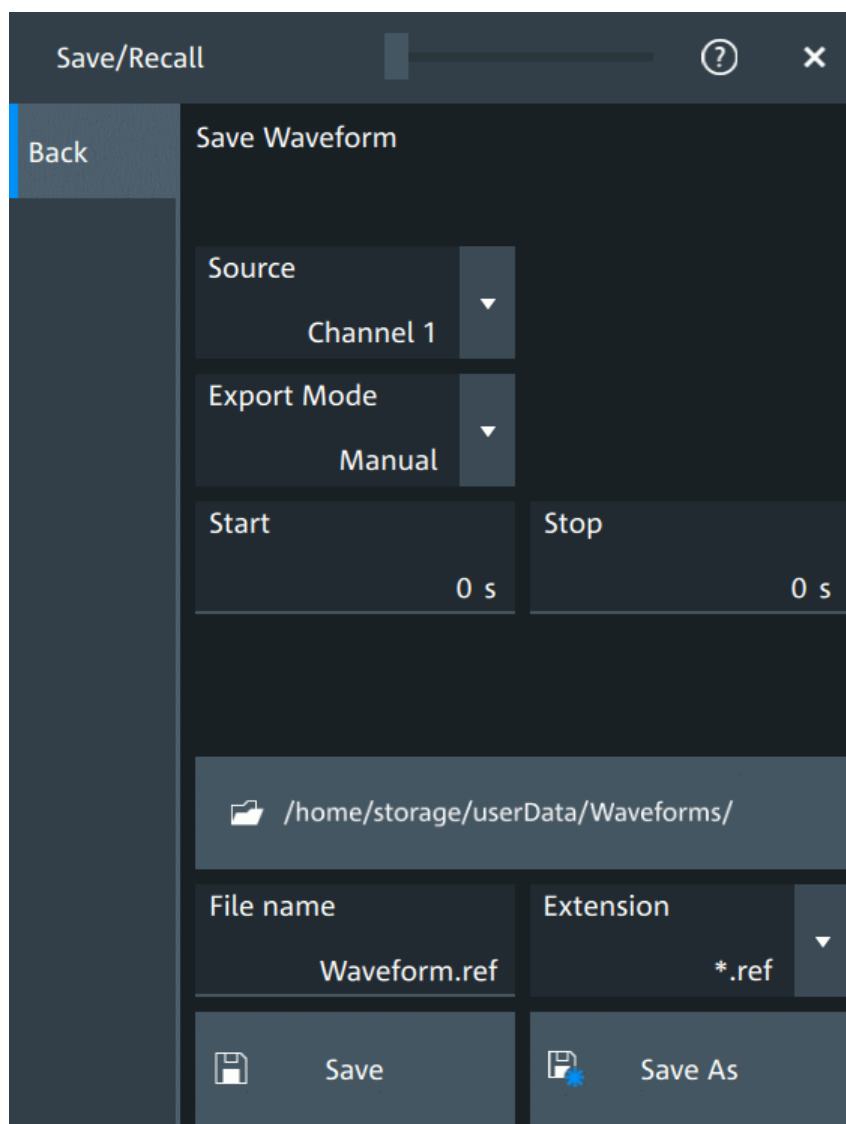 Save/Recall ?
Back
Save Waveform
Source
Channel 1
Export Mode
Manual
Start
0 s
Stop
0 s
/home/storage/userData/Waveforms/
File name
Waveform.ref
Extension
*.ref
Save
Save As